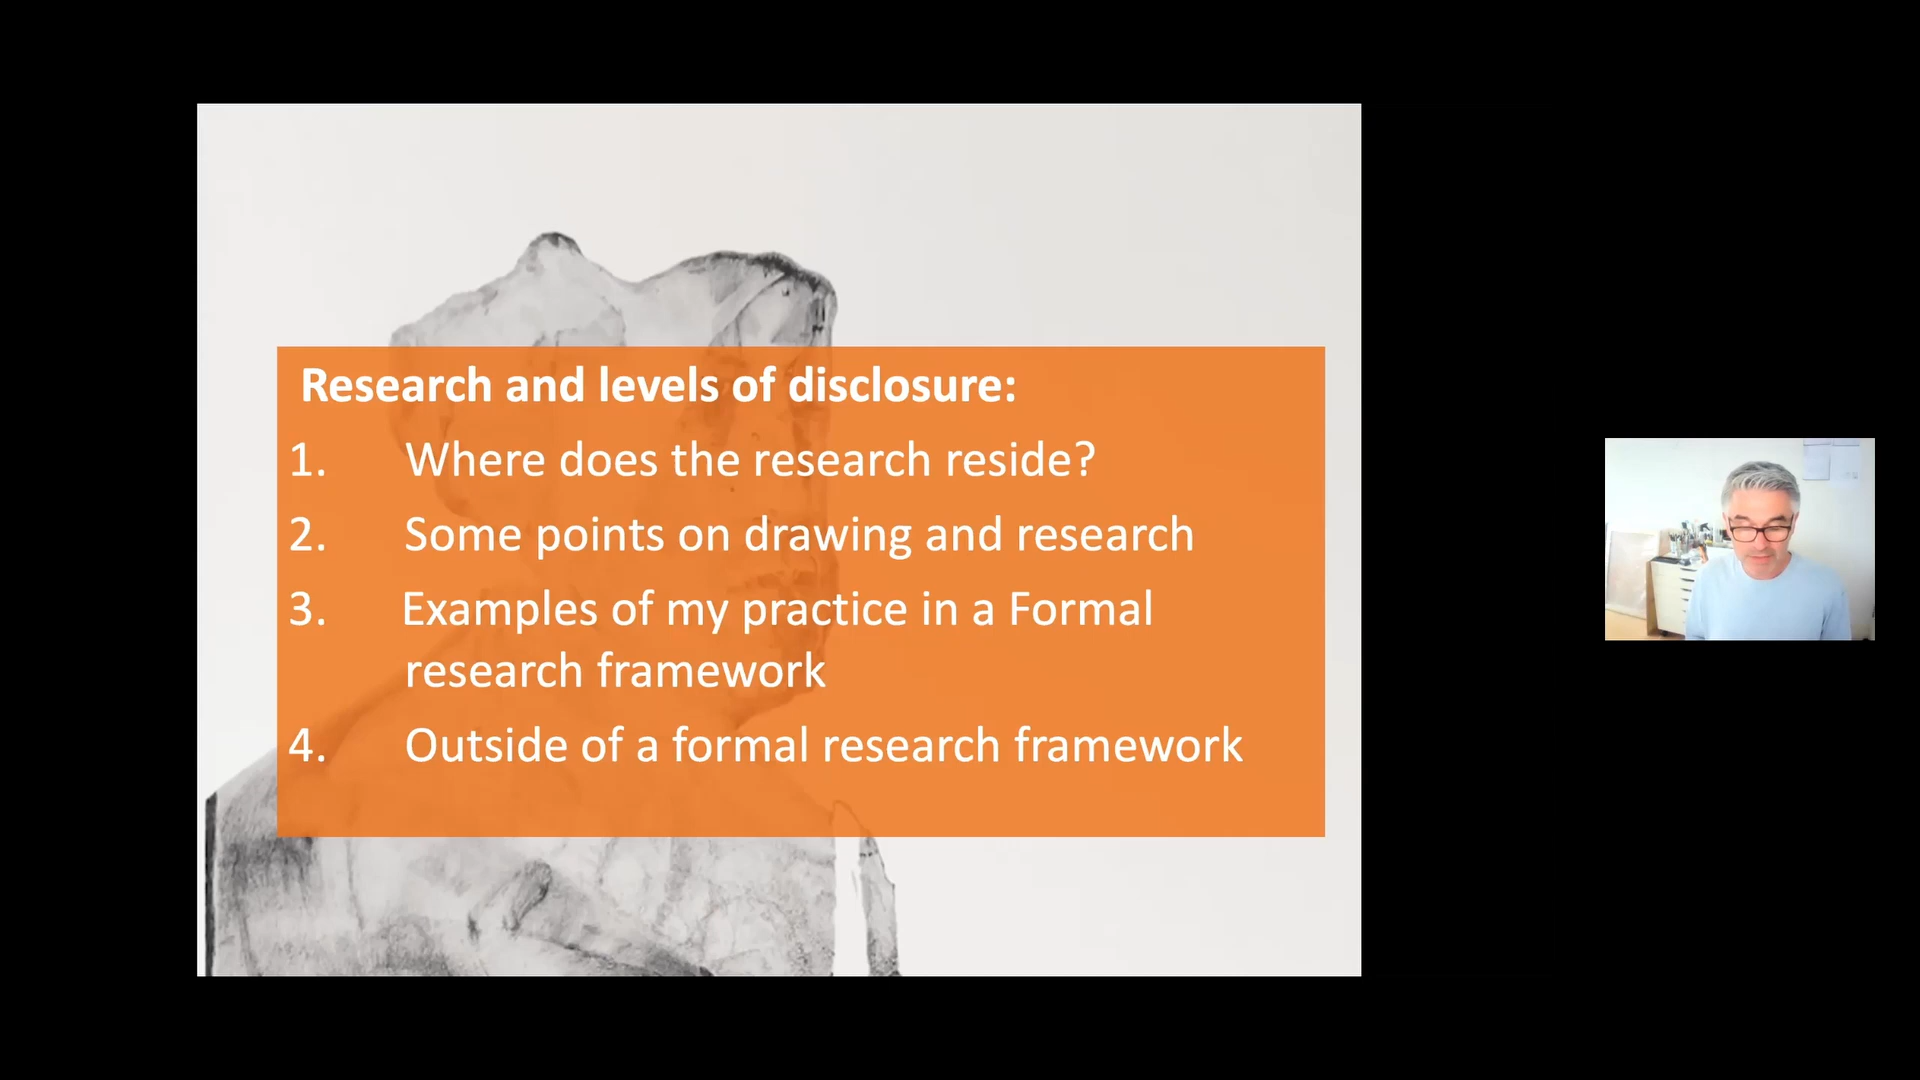 Research and levels of disclosure:
1. Where does the research reside?
2. Some points on drawing and research
3. Examples of my practice in a Formal
research framework
4. Outside of a formal research framework